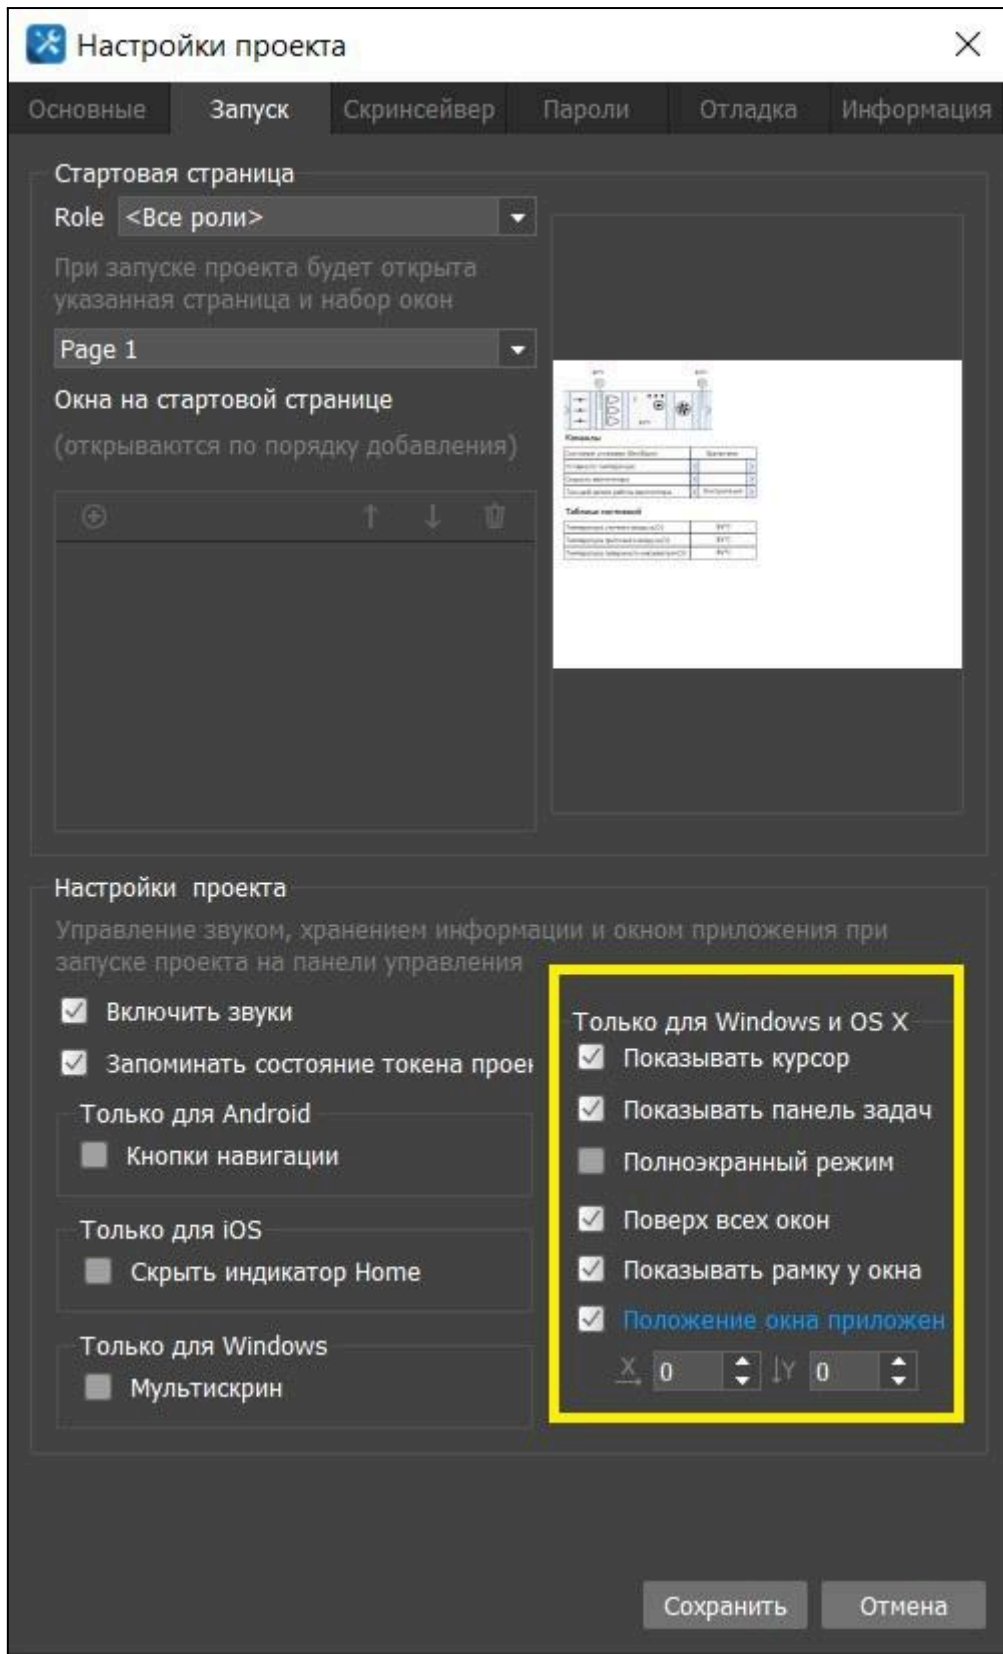 Настройки проекта
Основные Запуск Скринсейвер Пароли Отладка Информация
Стартовая страница
Role <Все роли>
При запуске проекта будет открыта
указанная страница и набор окон
Page 1
Окна на стартовой странице
(открываются по порядку добавления)
Таблица состояний
Настройки проекта
Управление звуком, хранением информации и окном приложения при
запуске проекта на панели управления
Включить звуки
Запоминать состояние токена проек
Только для Android
Кнопки навигации
Только для iOS
Скрыть индикатор Home
Только для Windows
Мультискрин
Только для Windows и OS X
Показывать курсор
Показывать панель задач
Полноэкранный режим
Поверх всех окон
Показывать рамку у окна
Положение окна приложен
X 0 Y 0
Сохранить Отмена